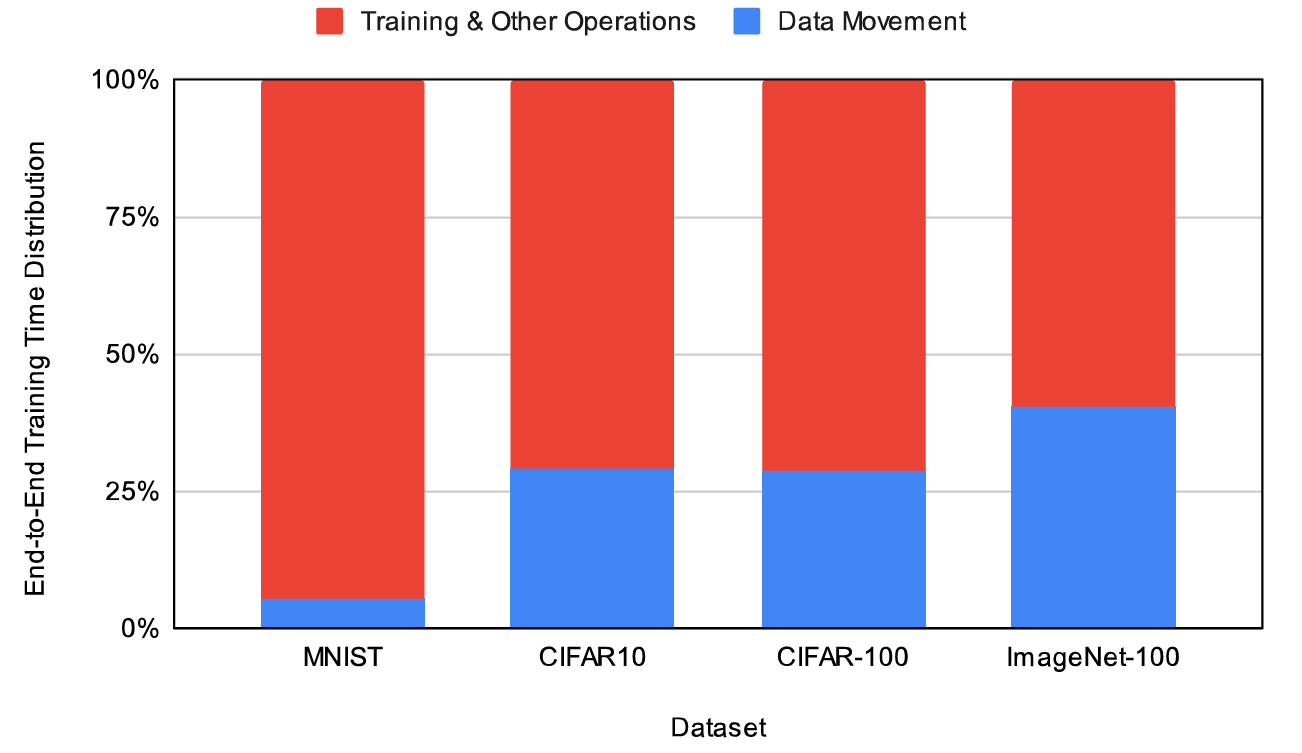 Training & Other Operations
Data Movement
End-to-End Training Time Distribution
100%
75%
50%
25%
0%
MNIST
CIFAR10
CIFAR-100
ImageNet-100
Dataset